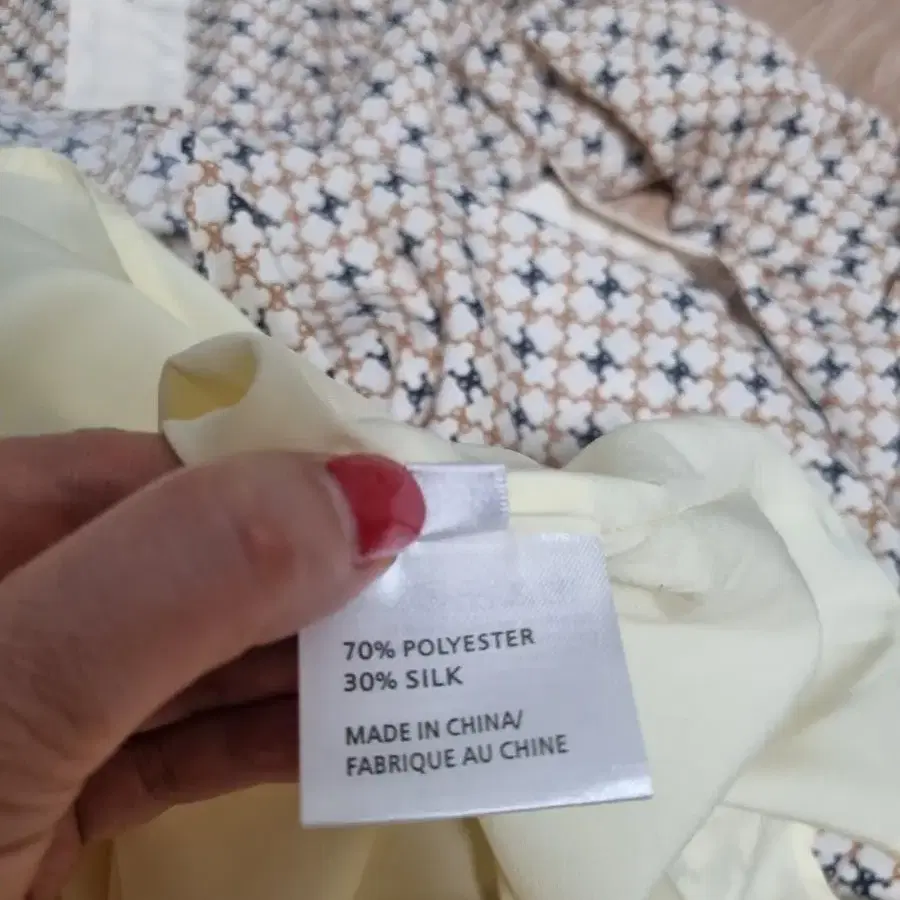 70% POLYESTER
30% SILK
MADE IN CHINA/
FABRIQUE AU CHINE